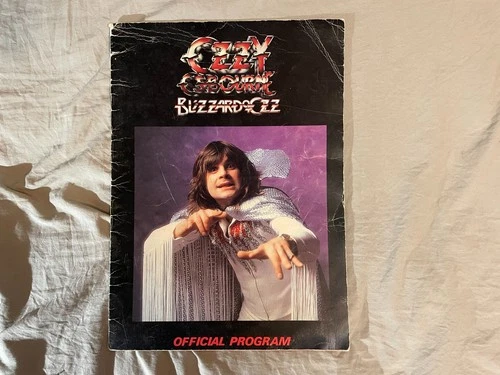 OZZY
OSBOURNE
BLIZZARD OF OZZ
OFFICIAL PROGRAM